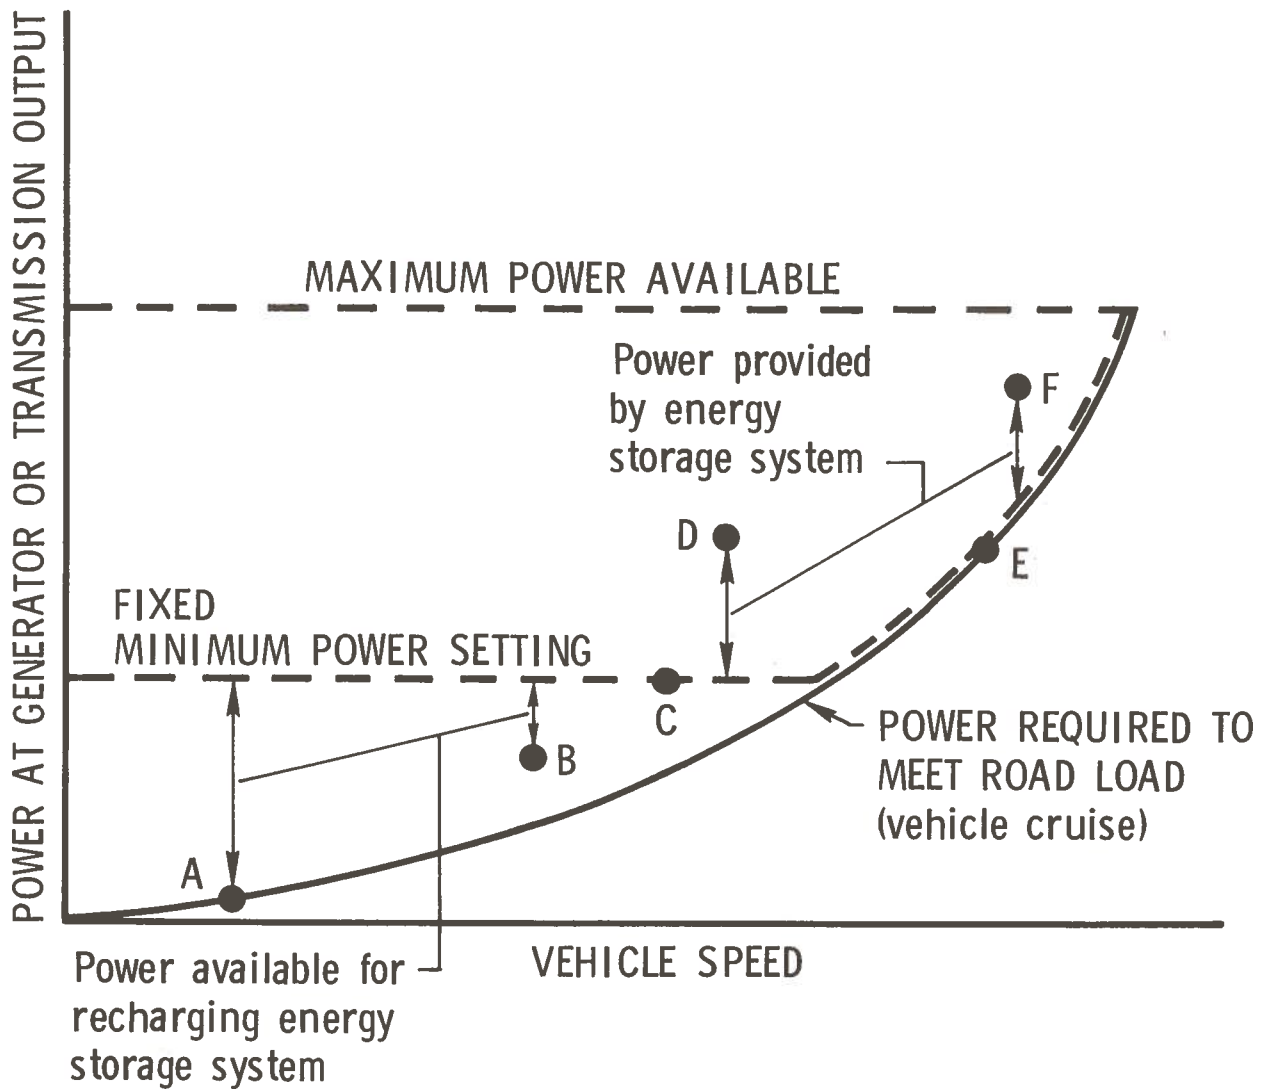 POWER AT GENERATOR OR TRANSMISSION OUTPUT
MAXIMUM POWER AVAILABLE
Power provided
by energy
storage system
F
D
E
FIXED
MINIMUM POWER SETTING
C
B
POWER REQUIRED TO
MEET ROAD LOAD
(vehicle cruise)
A
VEHICLE SPEED
Power available for
recharging energy
storage system